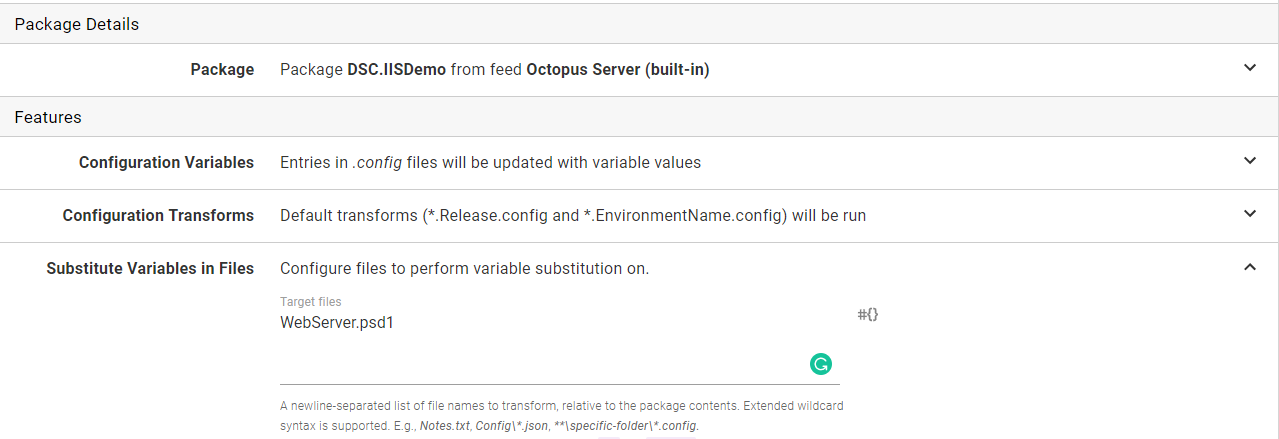 Package Details
Package Package DSC.IISDemo from feed Octopus Server (built-in)
Features
Configuration Variables Entries in .config files will be updated with variable values
Configuration Transforms Default transforms (*.Release.config and *.EnvironmentName.config) will be run
Substitute Variables in Files Configure files to perform variable substitution on.
Target files
WebServer.psd1
#{}
A newline-separated list of file names to transform, relative to the package contents. Extended wildcard
syntax is supported. E.g., Notes.txt, Config\*.json, **\specific-folder\*.config.